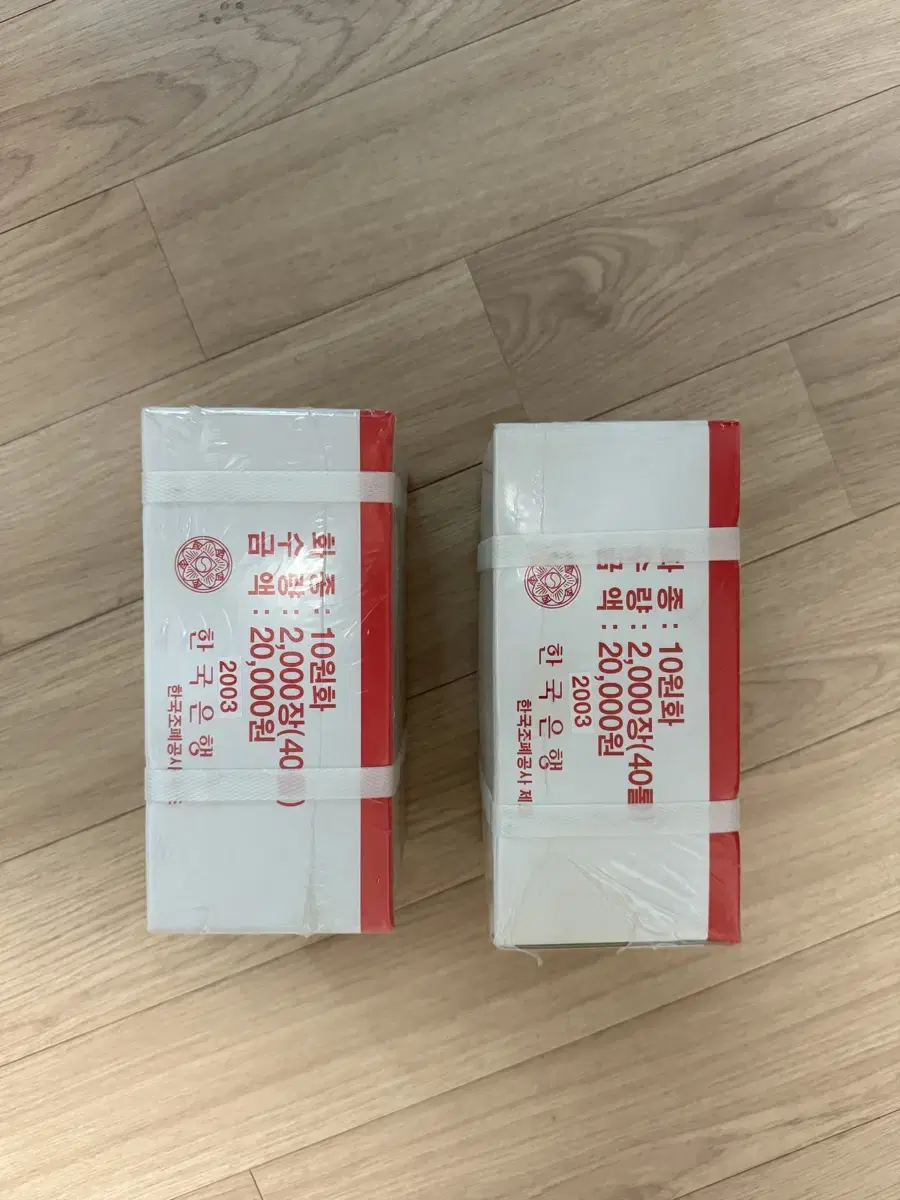 화 종 : 10원화
수 량 : 2,000장(40
금 액 : 20,000원
2003
한 국 은 행
한국조폐공사
화 종 : 10원화
수 량 : 2,000장(40롤
금 액 : 20,000원
2003
한 국 은 행
한국조폐공사 제